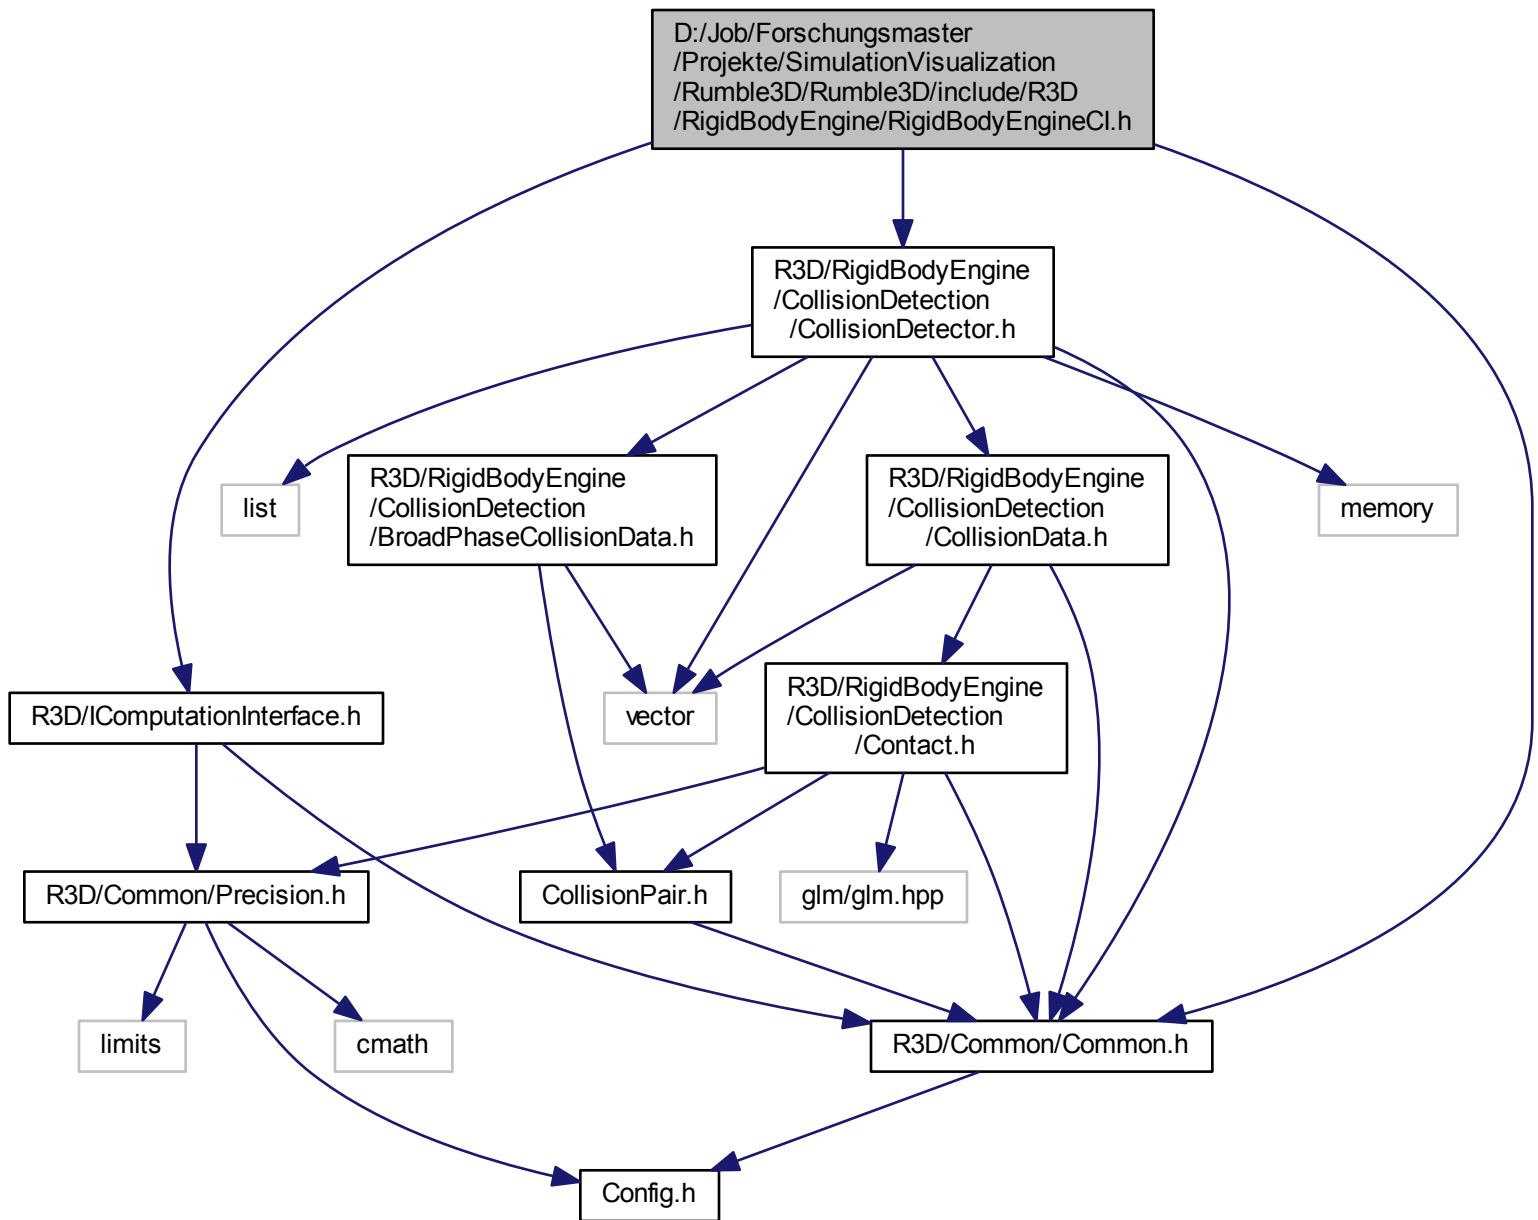 D:/Job/Forschungsmaster
/Projekte/SimulationVisualization
/Rumble3D/Rumble3D/include/R3D
/RigidBodyEngine/RigidBodyEngineCI.h
R3D/RigidBodyEngine
/CollisionDetection
/CollisionDetector.h
list
R3D/RigidBodyEngine
/CollisionDetection
/BroadPhaseCollisionData.h
R3D/RigidBodyEngine
/CollisionDetection
/CollisionData.h
memory
R3D/IComputationInterface.h
vector
R3D/RigidBodyEngine
/CollisionDetection
/Contact.h
R3D/Common/Precision.h
CollisionPair.h
glm/glm.hpp
limits
cmath
R3D/Common/Common.h
Config.h